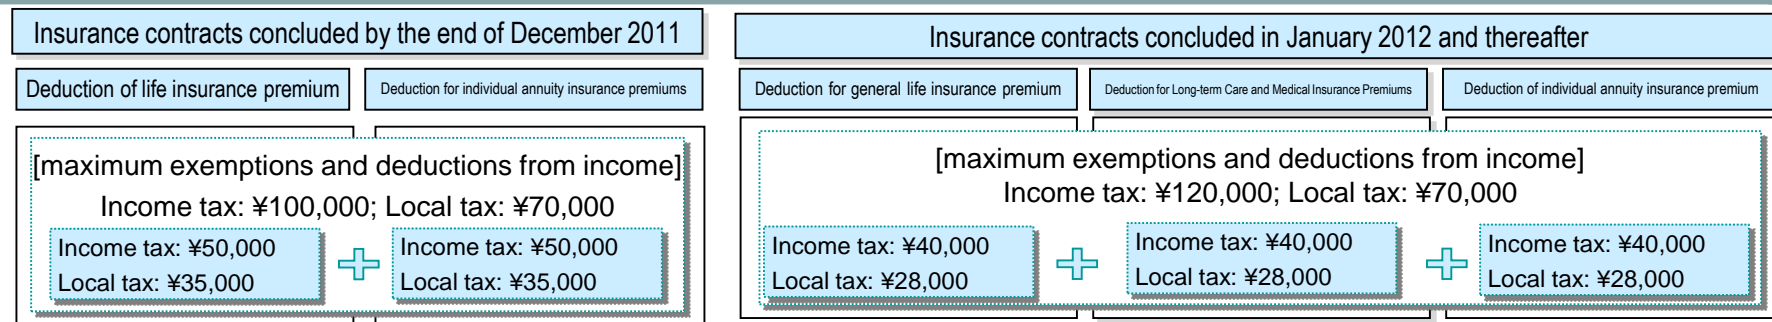 Insurance contracts concluded by the end of December 2011
Deduction of life insurance premium
Deduction for individual annuity insurance premiums
[maximum exemptions and deductions from income]
Income tax: ¥100,000; Local tax: ¥70,000
Income tax: ¥50,000
Local tax: ¥35,000
Income tax: ¥50,000
Local tax: ¥35,000
Insurance contracts concluded in January 2012 and thereafter
Deduction for general life insurance premium
Deduction for Long-term Care and Medical Insurance Premiums
Deduction of individual annuity insurance premium
[maximum exemptions and deductions from income]
Income tax: ¥120,000; Local tax: ¥70,000
Income tax: ¥40,000
Local tax: ¥28,000
Income tax: ¥40,000
Local tax: ¥28,000
Income tax: ¥40,000
Local tax: ¥28,000